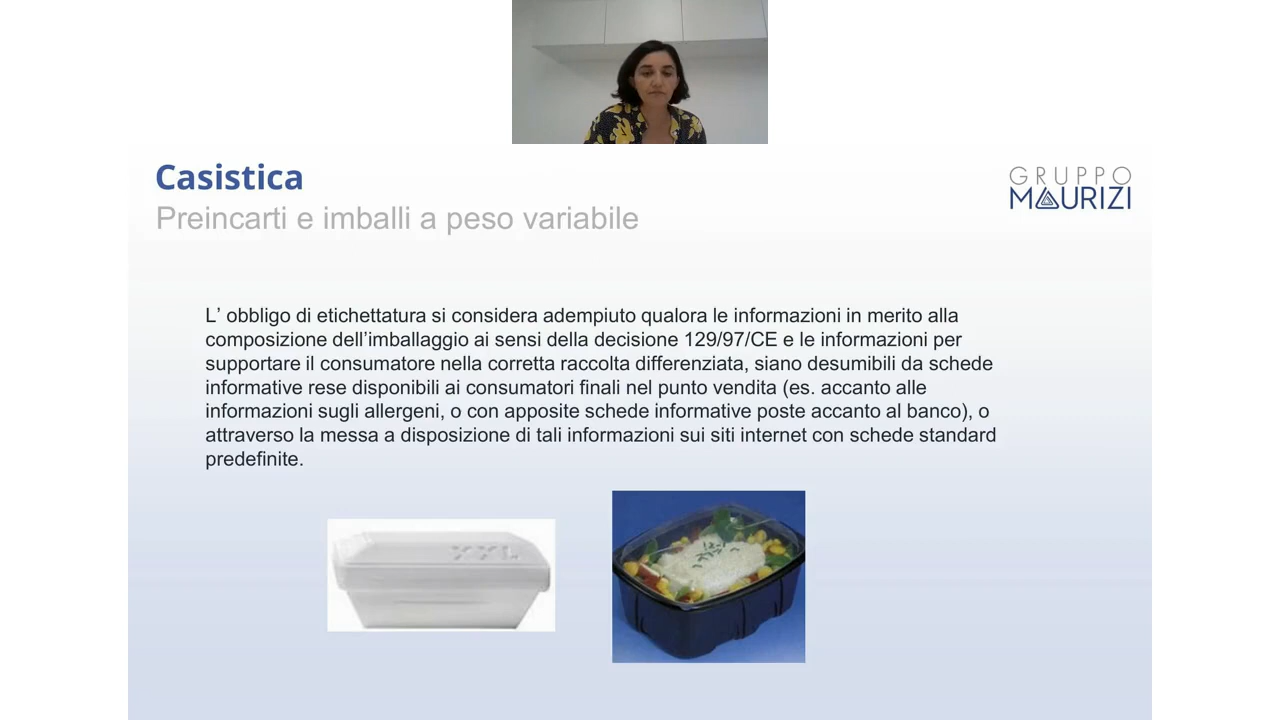 Casistica
Preincarti e imballi a peso variabile
GRUPPO
MAURIZI
L' obbligo di etichettatura si considera adempiuto qualora le informazioni in merito alla
composizione dell'imballaggio ai sensi della decisione 129/97/CE e le informazioni per
supportare il consumatore nella corretta raccolta differenziata, siano desumibili da schede
informative rese disponibili ai consumatori finali nel punto vendita (es. accanto alle
informazioni sugli allergeni, o con apposite schede informative poste accanto al banco), o
attraverso la messa a disposizione di tali informazioni sui siti internet con schede standard
predefinite.
XXL